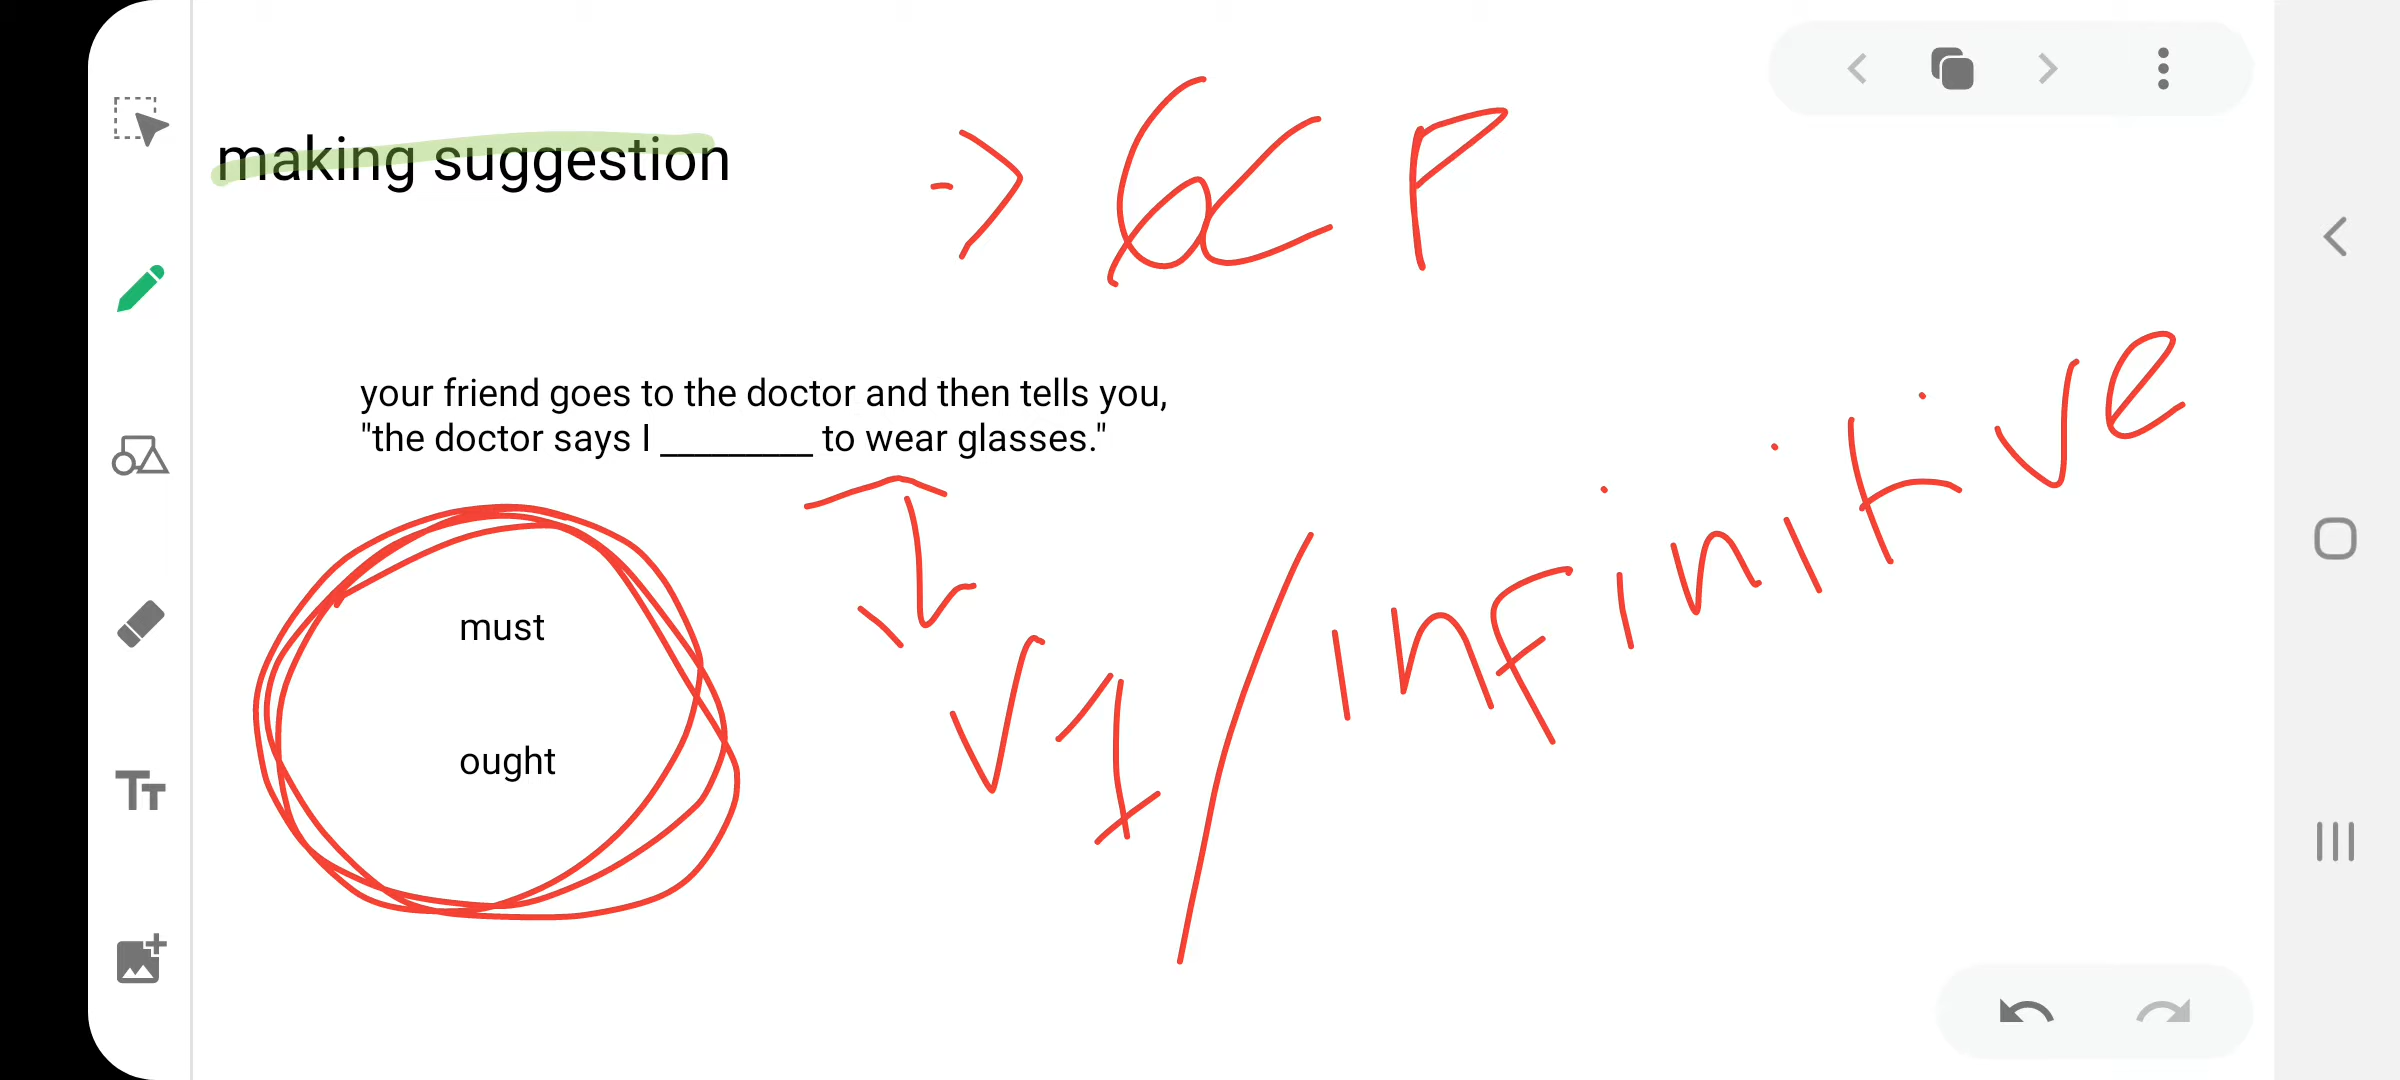 making suggestion
-> GCF
your friend goes to the doctor and then tells you,
"the doctor says I ________ to wear glasses."
must
ought
V1/infinitive